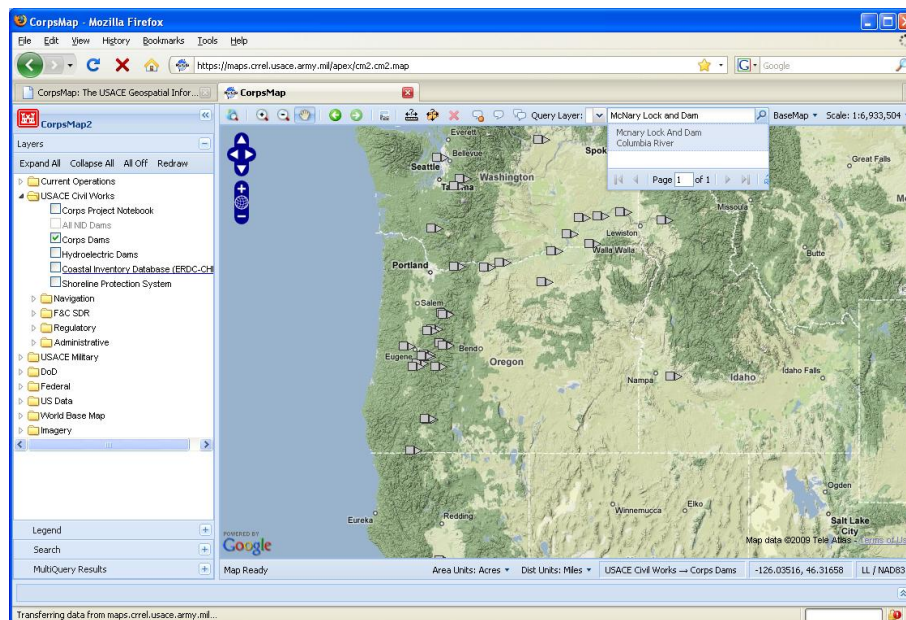 CorpsMap - Mozilla Firefox
File Edit View History Bookmarks Tools Help
https://maps.crrel.usace.army.mil/apex/cm2.cm2.map
Google
CorpsMap: The USACE Geospatial Infor...
CorpsMap
CorpsMap2
Query Layer:
McNary Lock and Dam
BaseMap
Scale: 1:6,933,504
Mcnary Lock And Dam
Columbia River
Page 1 of 1
Layers
Expand All Collapse All All Off Redraw
Current Operations
USACE Civil Works
Corps Project Notebook
All NID Dams
Corps Dams
Hydroelectric Dams
Coastal Inventory Database (ERDC-CH
Shoreline Protection System
Navigation
F&C SDR
Regulatory
Administrative
USACE Military
DoD
Federal
US Data
World Base Map
Imagery
Legend
Search
MultiQuery Results
Everett
Bellevue
Seattle
Washington
Spok
Great Falls
Missoula
Lewiston
Walla Walla
Butte
Portland
Salem
Bend
Eugene
Oregon
Nampa
Idaho
Idaho Falls
Ogden
Elko
Winnemucca
Salt Lake
City
Redding
Eureka
POWERED BY
Google
Map data ©2009 Tele Atlas - Terms of Us
Map Ready
Area Units: Acres
Dist Units: Miles
USACE Civil Works → Corps Dams
-126.03516, 46.31658
LL / NAD83
Transferring data from maps.crrel.usace.army.mil...